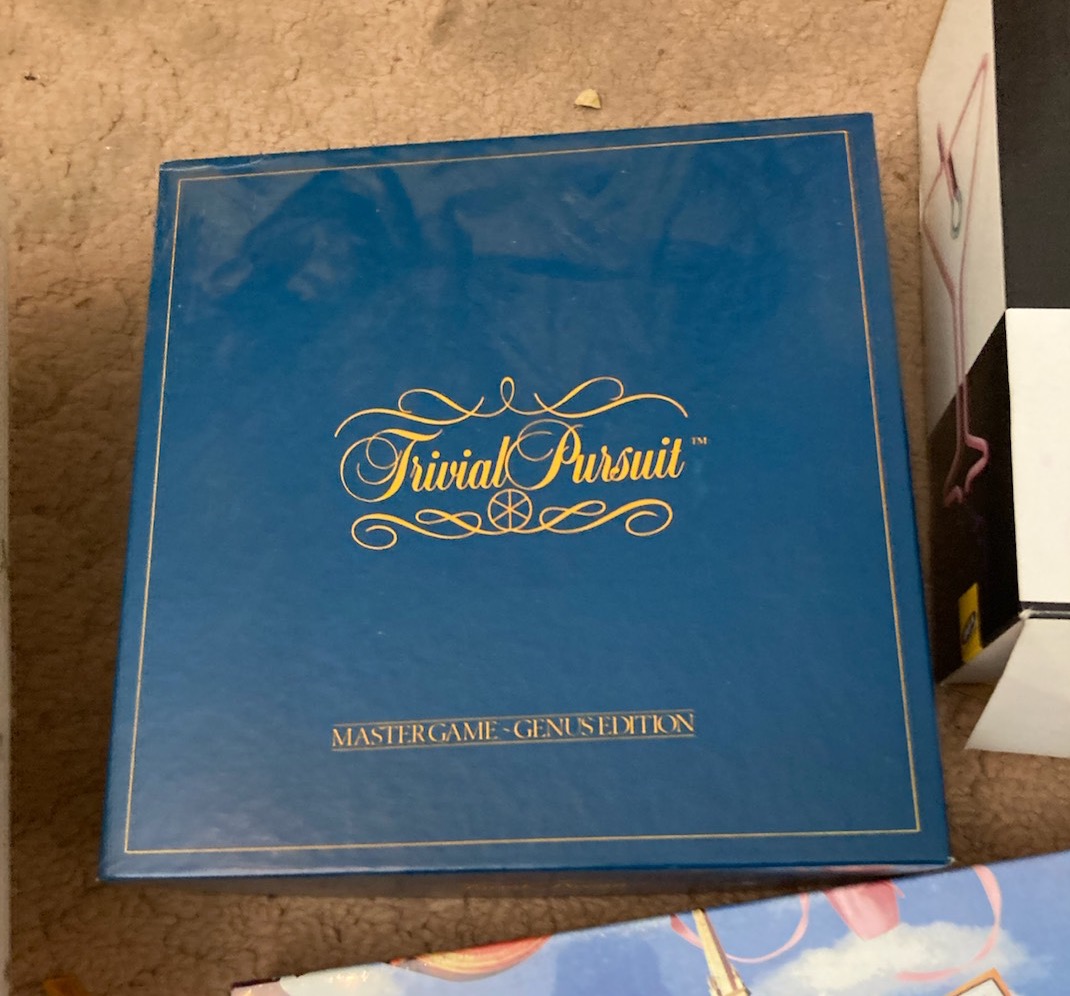 Trivial Pursuit™
MASTER GAME ~ GENUS EDITION